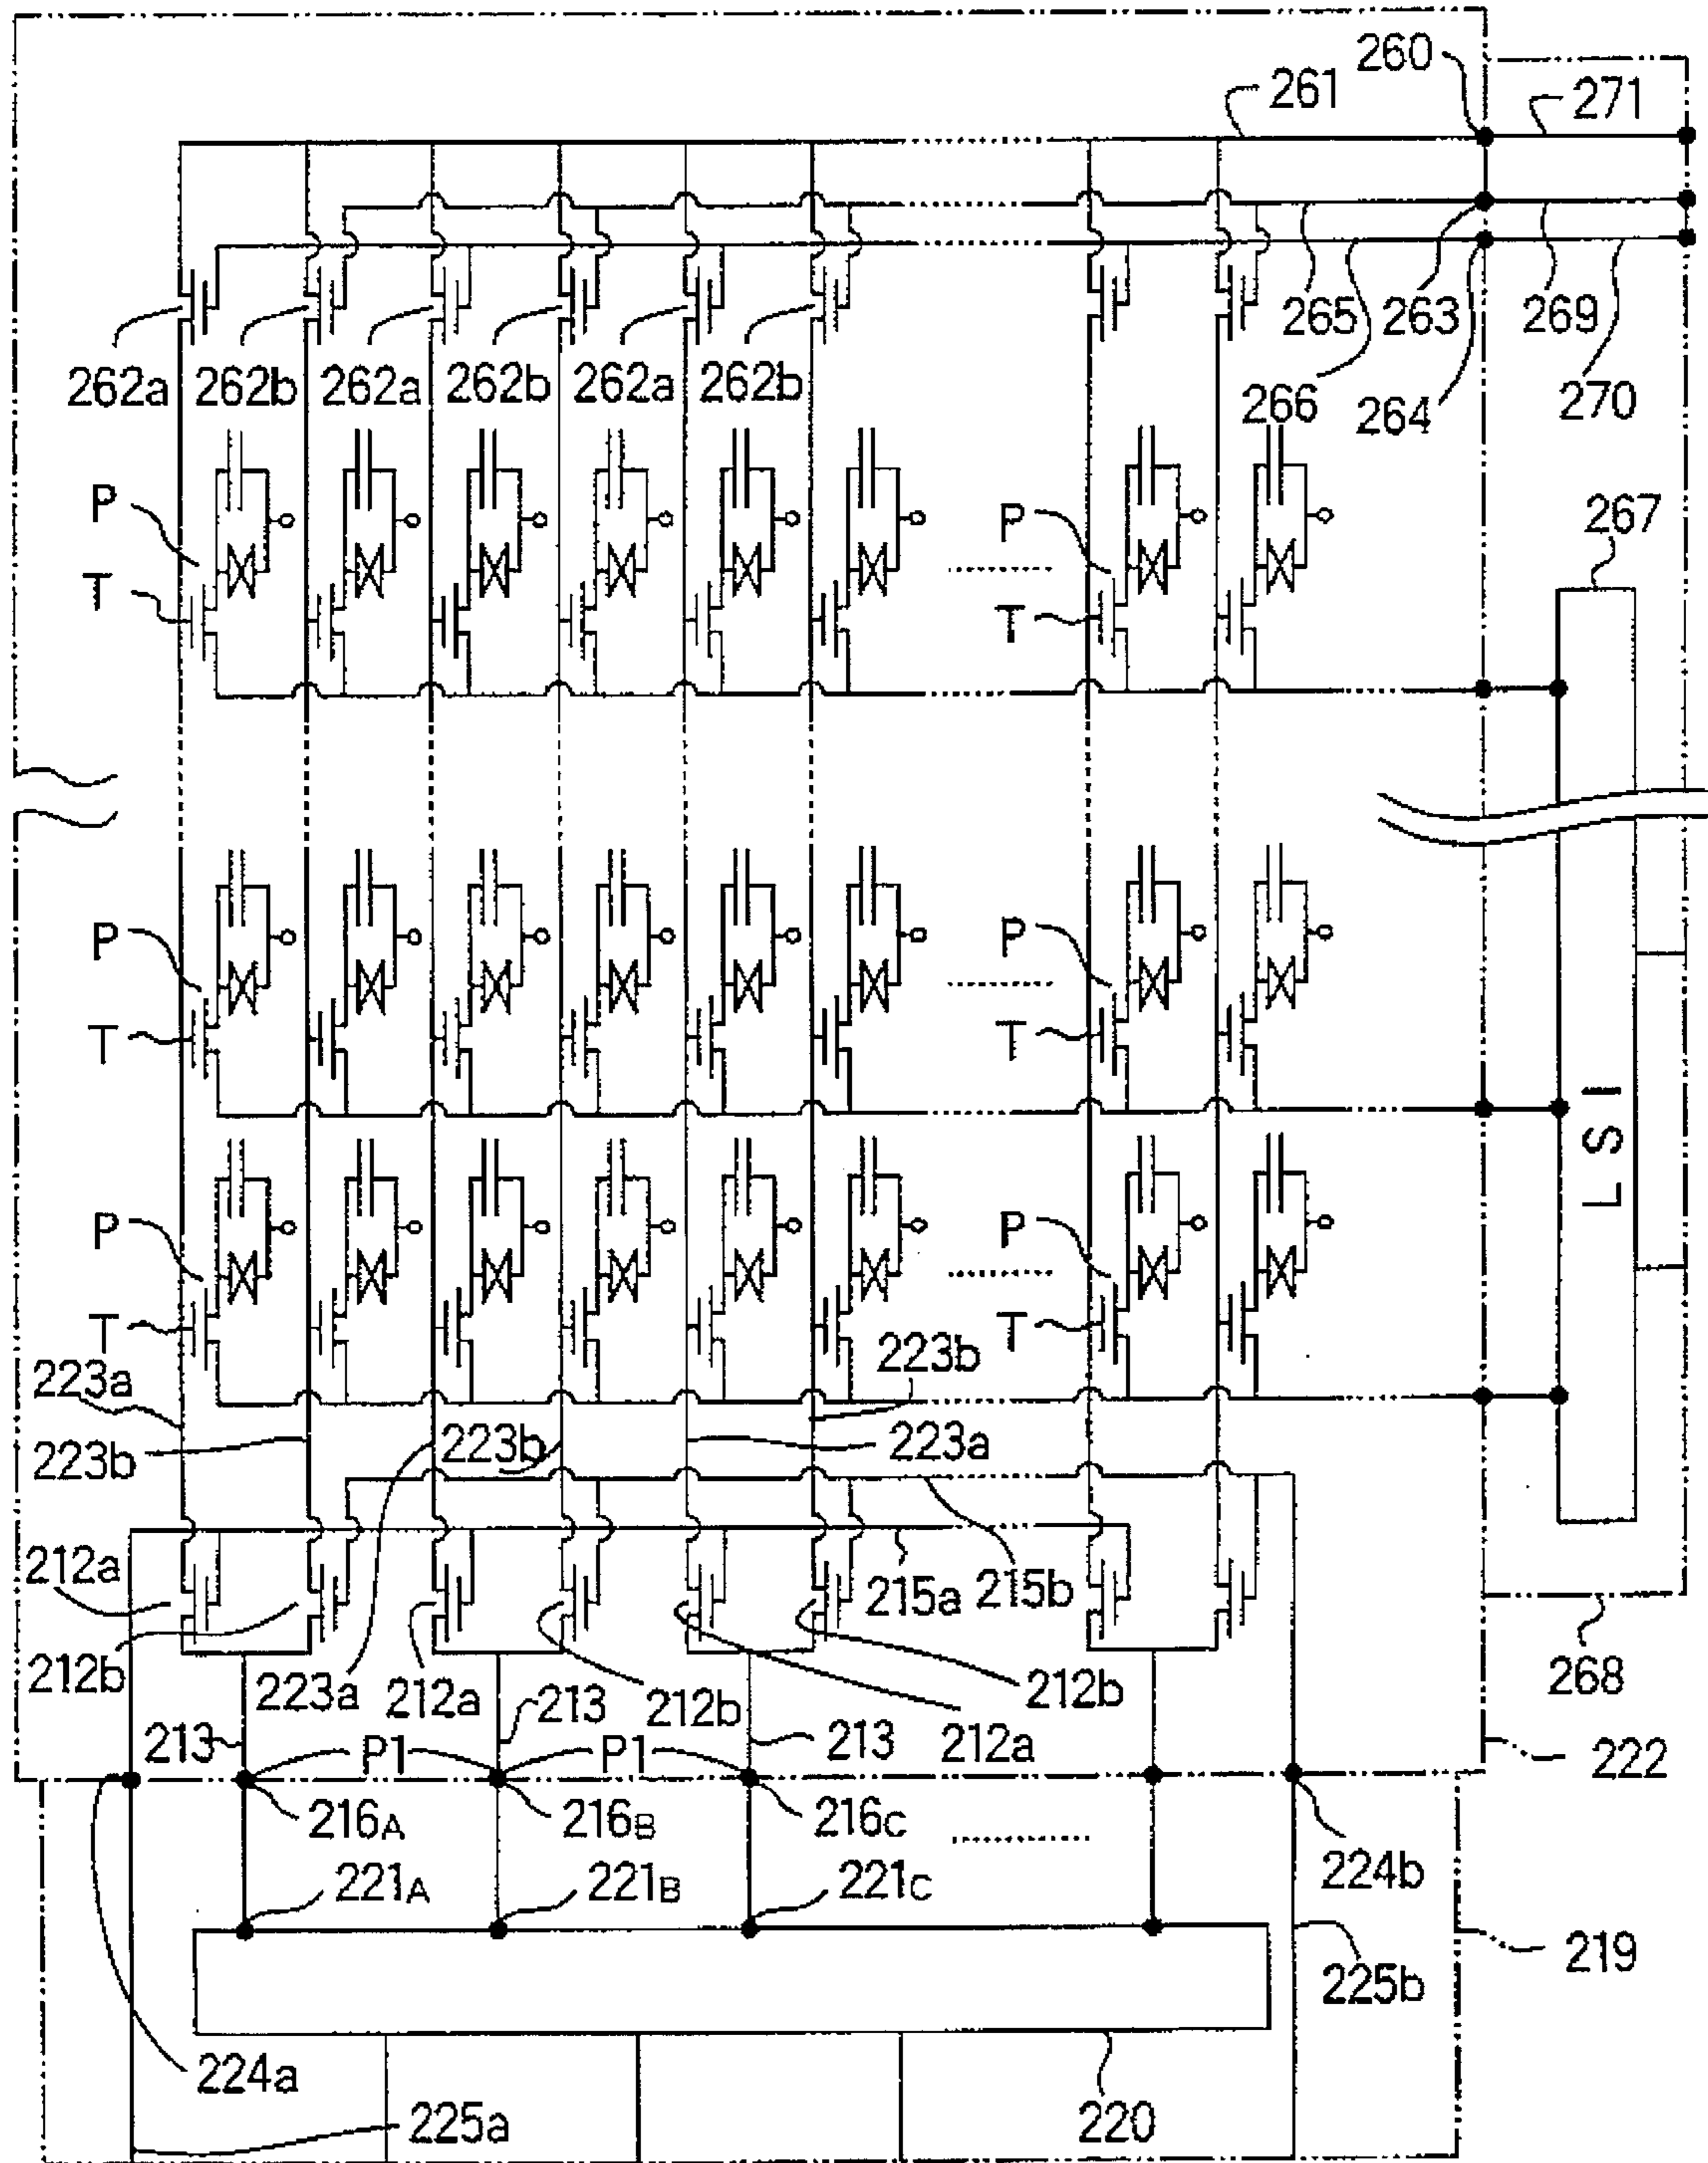 260
261 271
265 263 269
262a 262b 262a 262b 262a 262b
266 264 270
P P 267
T T
P P
T T
LSI
P P
T T
223a 223b
223b 223b 223a
212a 215a 215b
212b 223a 212a 212b 212b 268
213 P1 213 P1 213 212a 222
216A 216B 216C
221A 221B 221C 224b
225b 219
224a
225a 220